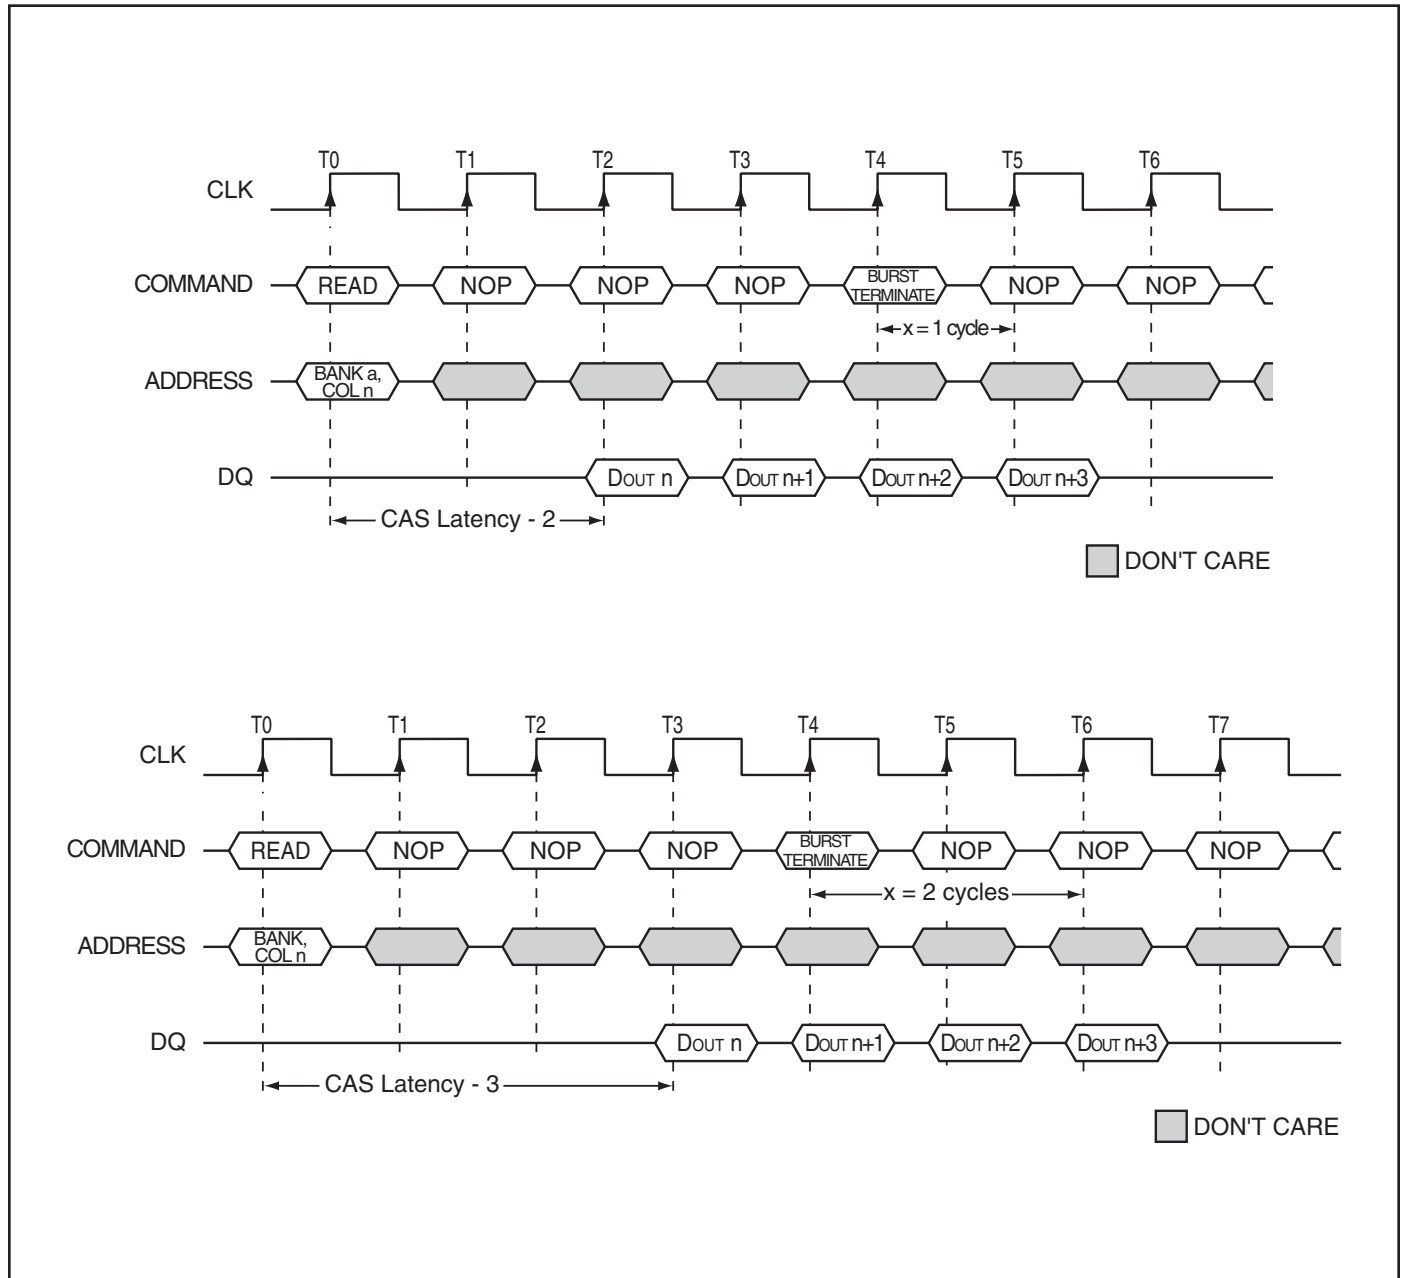 T0 T1 T2 T3 T4 T5 T6
CLK
COMMAND READ NOP NOP NOP BURST TERMINATE NOP NOP
x = 1 cycle
ADDRESS BANK a, COL n
DQ DOUT n DOUT n+1 DOUT n+2 DOUT n+3
CAS Latency - 2
DON'T CARE
T0 T1 T2 T3 T4 T5 T6 T7
CLK
COMMAND READ NOP NOP NOP BURST TERMINATE NOP NOP NOP
x = 2 cycles
ADDRESS BANK, COL n
DQ DOUT n DOUT n+1 DOUT n+2 DOUT n+3
CAS Latency - 3
DON'T CARE